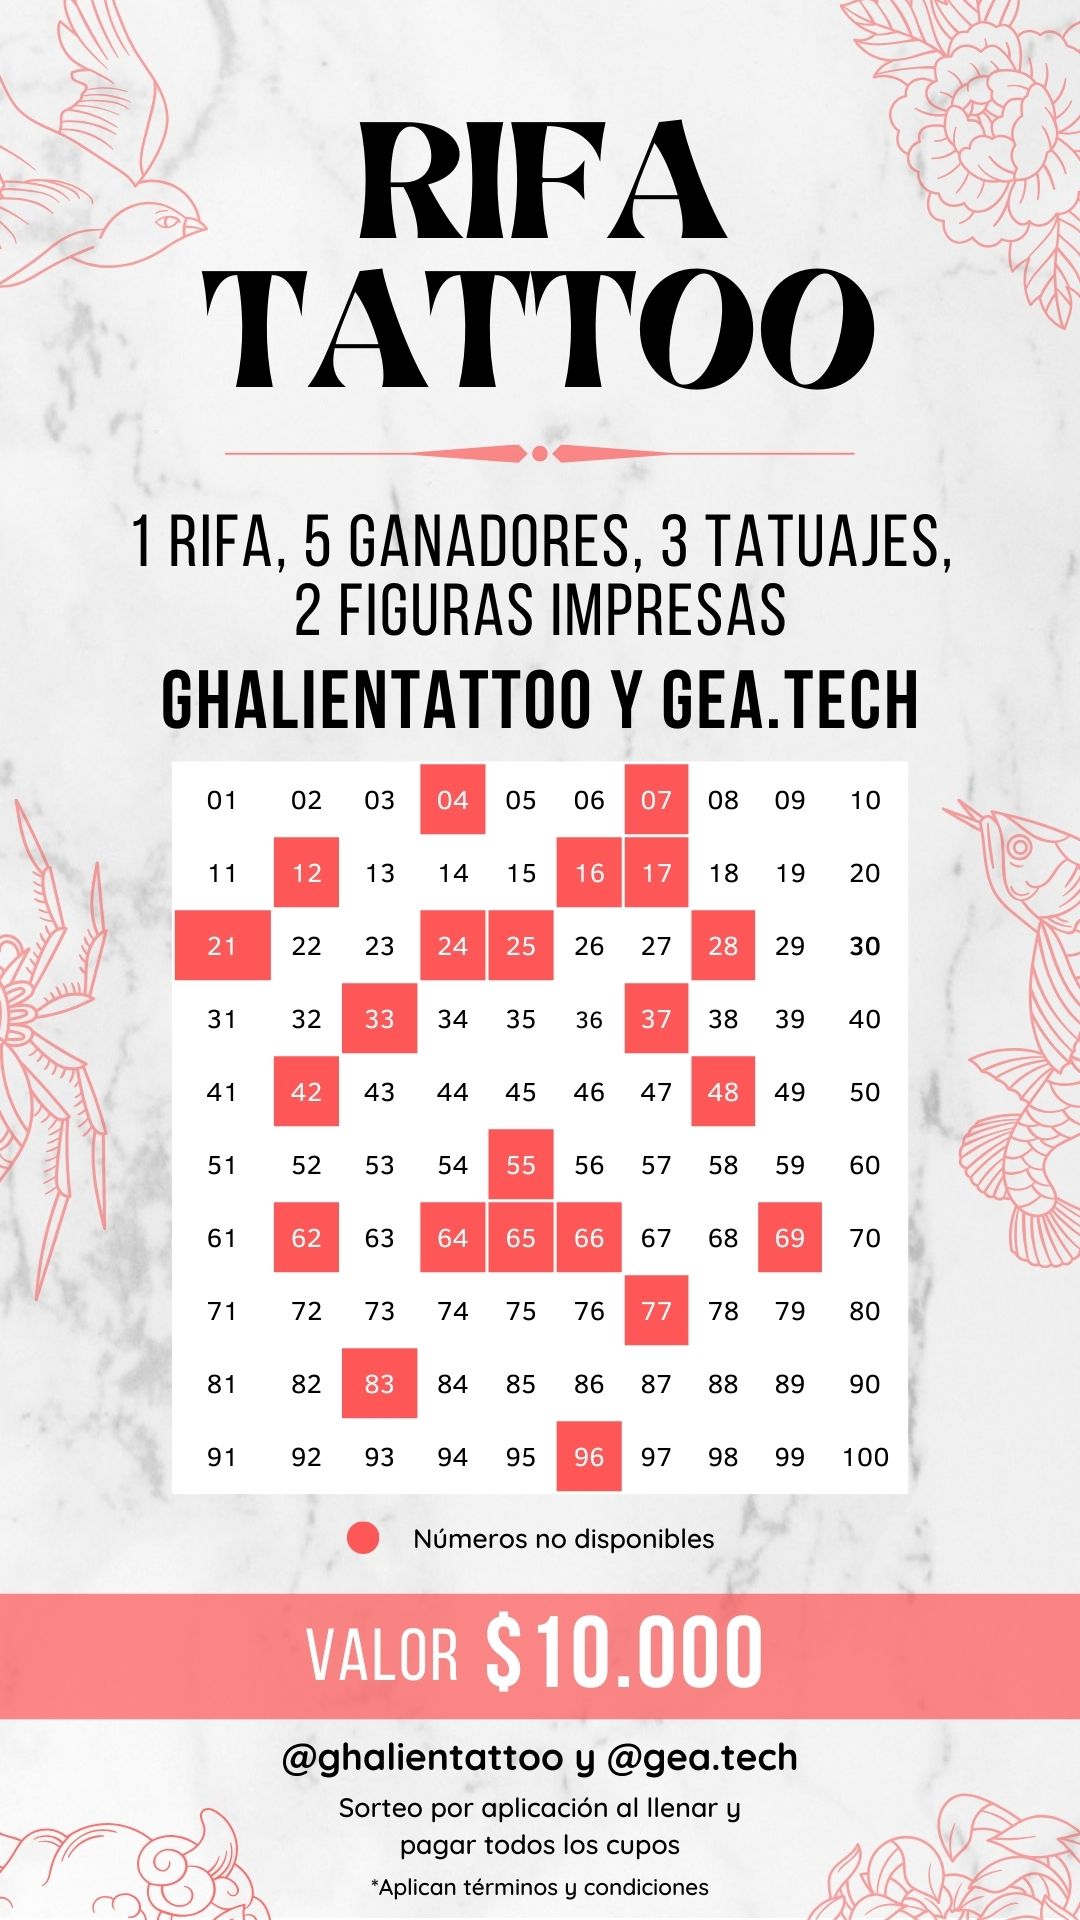 RIFA
TATTOO
1 RIFA, 5 GANADORES, 3 TATUAJES,
2 FIGURAS IMPRESAS
GHALIENTATTOO Y GEA.TECH
01 02 03 04 05 06 07 08 09 10
11 12 13 14 15 16 17 18 19 20
21 22 23 24 25 26 27 28 29 30
31 32 33 34 35 36 37 38 39 40
41 42 43 44 45 46 47 48 49 50
51 52 53 54 55 56 57 58 59 60
61 62 63 64 65 66 67 68 69 70
71 72 73 74 75 76 77 78 79 80
81 82 83 84 85 86 87 88 89 90
91 92 93 94 95 96 97 98 99 100
Números no disponibles
VALOR $10.000
@ghalientattoo y @gea.tech
Sorteo por aplicación al llenar y
pagar todos los cupos
*Aplican términos y condiciones